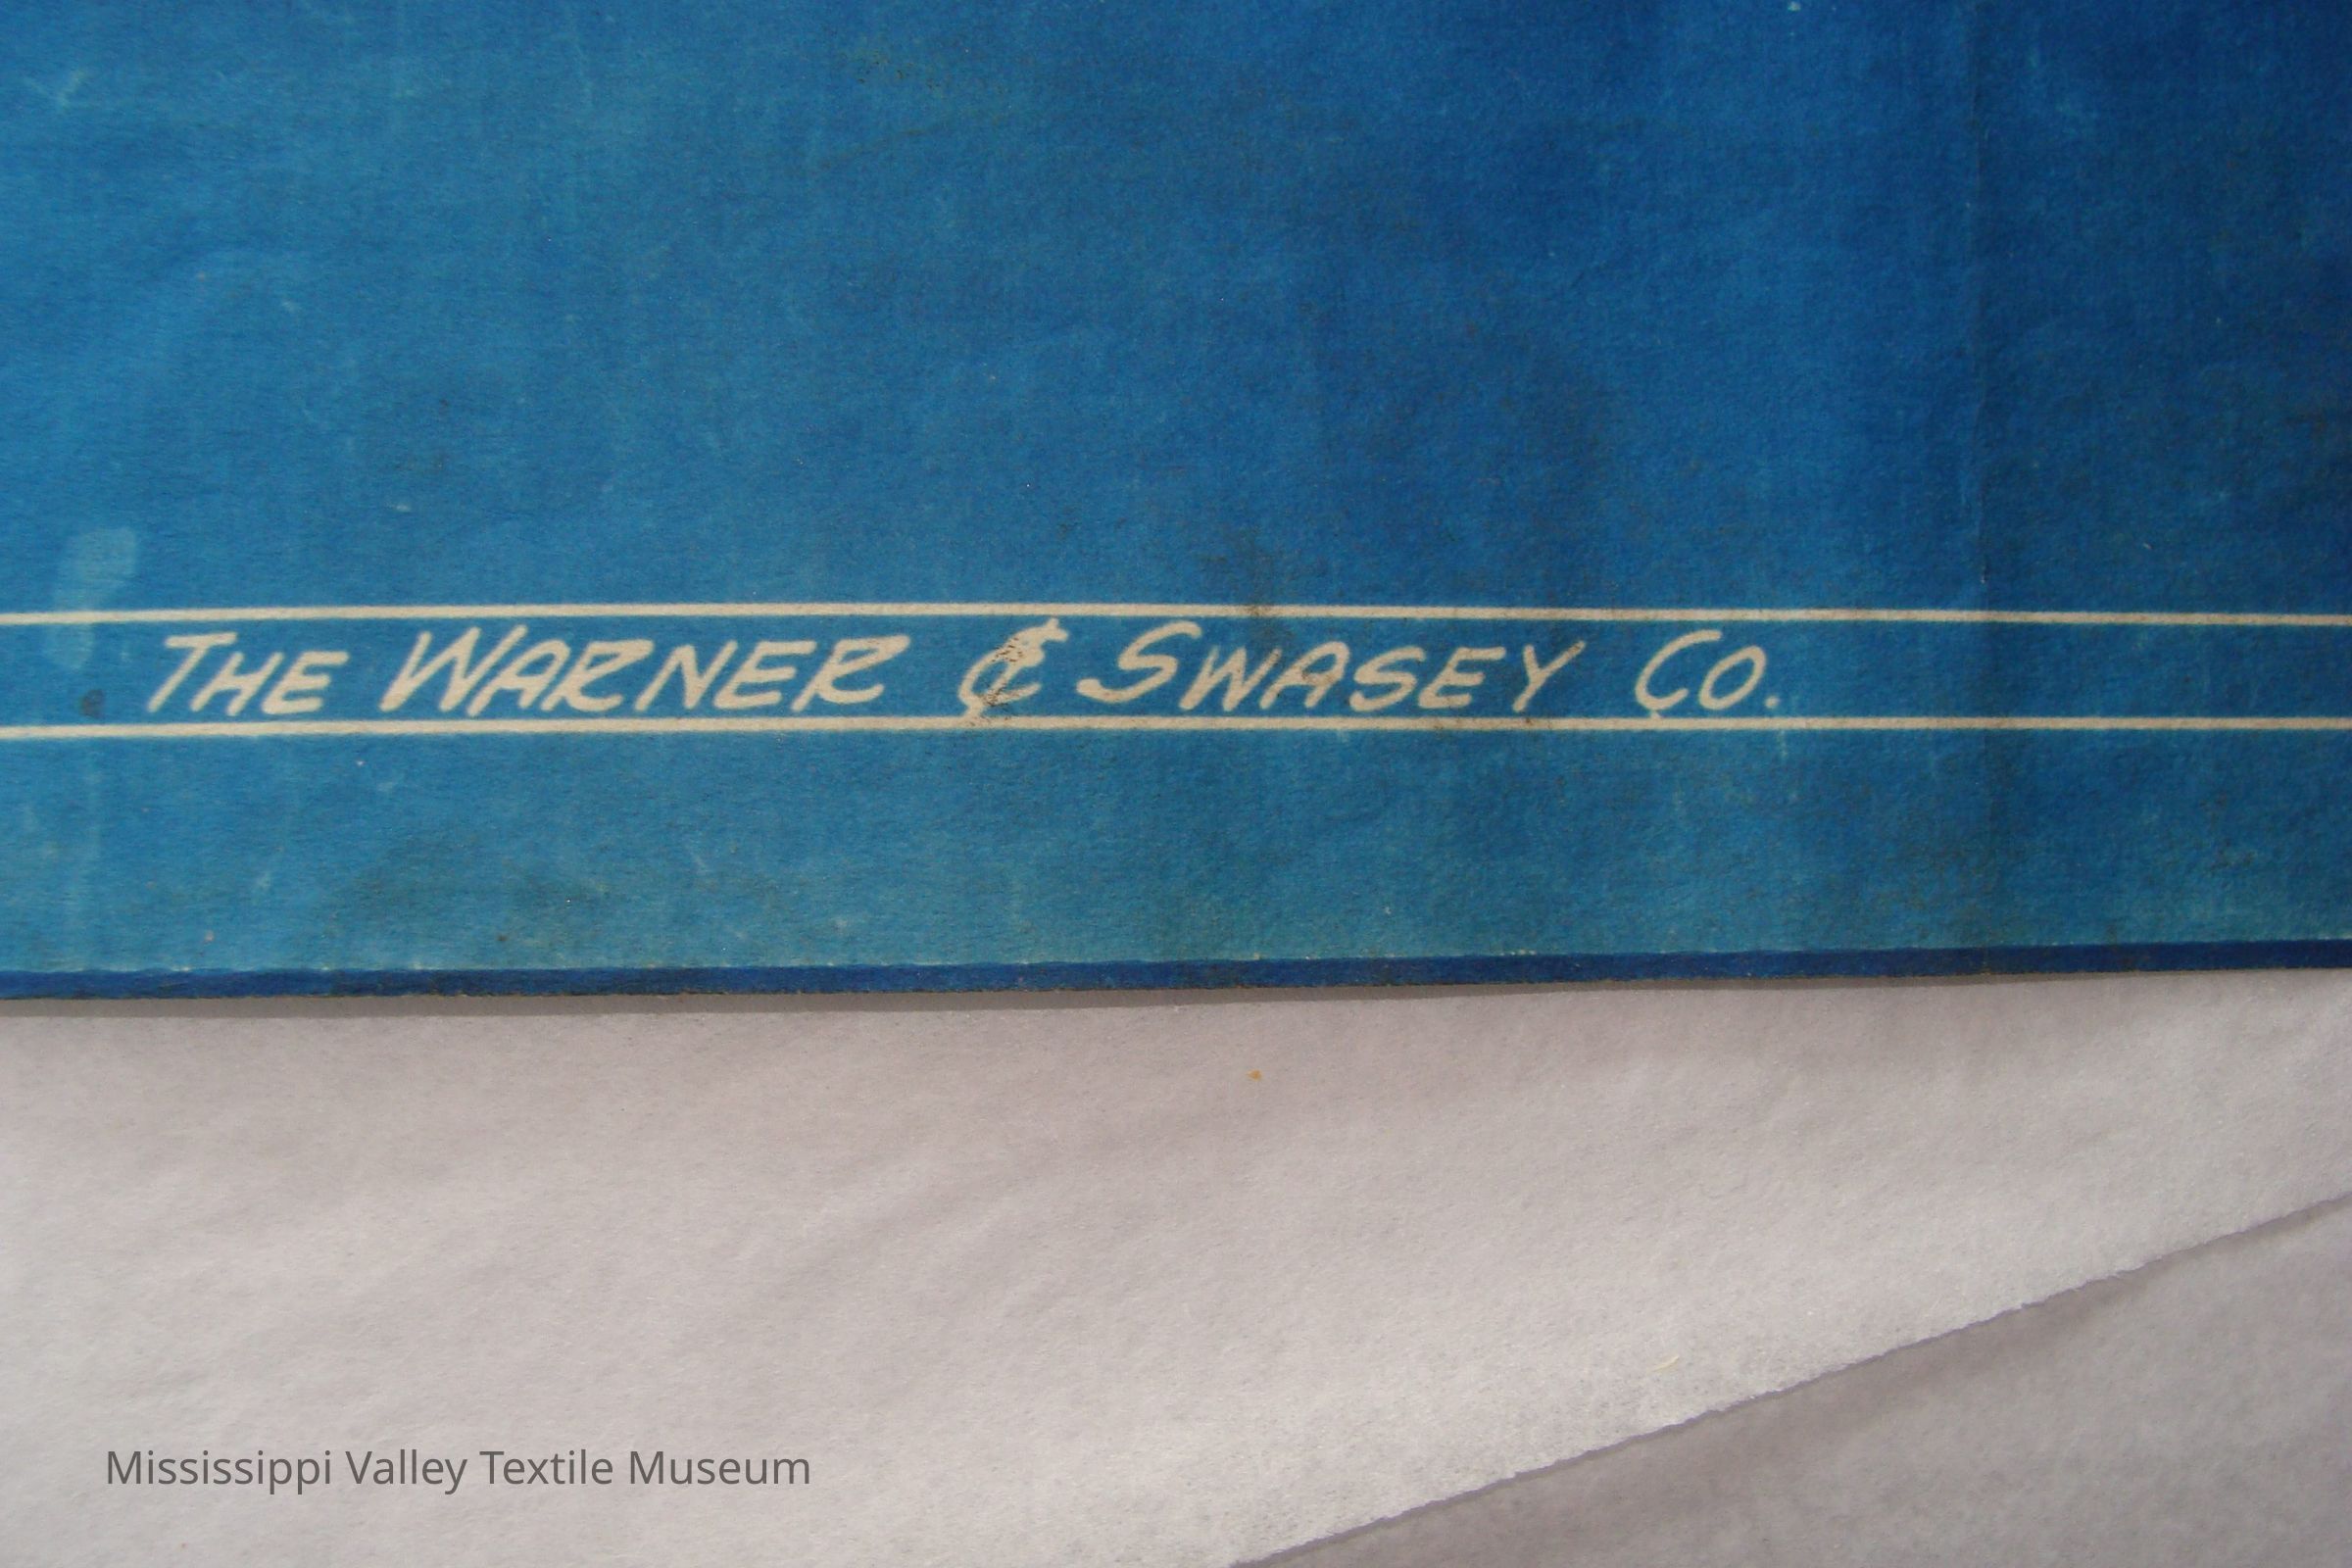 THE WARNER & SWASEY CO.
Mississippi Valley Textile Museum